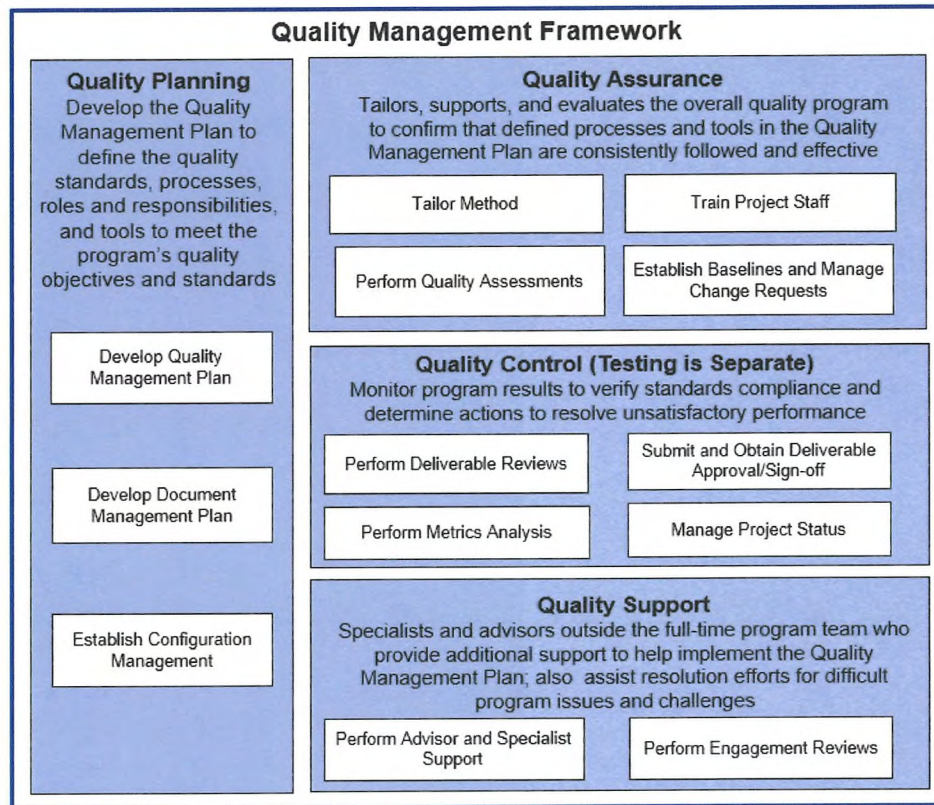 Quality Management Framework
Quality Planning
Develop the Quality
Management Plan to
define the quality
standards, processes,
roles and responsibilities,
and tools to meet the
program's quality
objectives and standards
Develop Quality
Management Plan
Develop Document
Management Plan
Establish Configuration
Management
Quality Assurance
Tailors, supports, and evaluates the overall quality program
to confirm that defined processes and tools in the Quality
Management Plan are consistently followed and effective
Tailor Method
Train Project Staff
Perform Quality Assessments
Establish Baselines and Manage
Change Requests
Quality Control (Testing is Separate)
Monitor program results to verify standards compliance and
determine actions to resolve unsatisfactory performance
Perform Deliverable Reviews
Submit and Obtain Deliverable
Approval/Sign-off
Perform Metrics Analysis
Manage Project Status
Quality Support
Specialists and advisors outside the full-time program team who
provide additional support to help implement the Quality
Management Plan; also assist resolution efforts for difficult
program issues and challenges
Perform Advisor and Specialist
Support
Perform Engagement Reviews